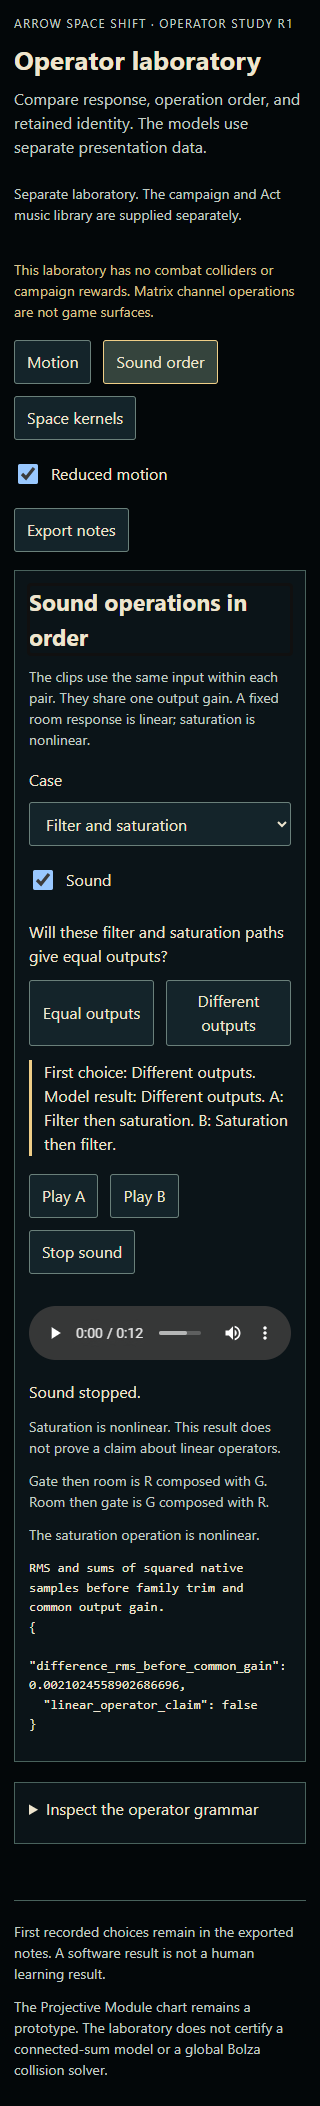 ARROW SPACE SHIFT · OPERATOR STUDY R1
Operator laboratory
Compare response, operation order, and
retained identity. The models use
separate presentation data.
Separate laboratory. The campaign and Act
music library are supplied separately.
This laboratory has no combat colliders or
campaign rewards. Matrix channel operations
are not game surfaces.
Motion
Sound order
Space kernels
Reduced motion
Export notes
Sound operations in
order
The clips use the same input within each
pair. They share one output gain. A fixed
room response is linear; saturation is
nonlinear.
Case
Filter and saturation
Sound
Will these filter and saturation paths
give equal outputs?
Equal outputs
Different
outputs
First choice: Different outputs.
Model result: Different outputs. A:
Filter then saturation. B: Saturation
then filter.
Play A
Play B
Stop sound
0:00 / 0:12
Sound stopped.
Saturation is nonlinear. This result does
not prove a claim about linear operators.
Gate then room is R composed with G.
Room then gate is G composed with R.
The saturation operation is nonlinear.
RMS and sums of squared native
samples before family trim and
common output gain.
{
"difference_rms_before_common_gain":
0.0021024558902686696,
"linear_operator_claim": false
}
Inspect the operator grammar
First recorded choices remain in the exported
notes. A software result is not a human
learning result.
The Projective Module chart remains a
prototype. The laboratory does not certify a
connected-sum model or a global Bolza
collision solver.